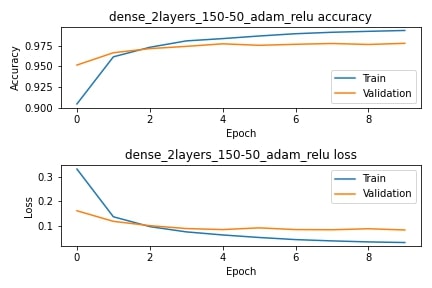 dense_2layers_150-50_adam_relu accuracy
0.975
0.950
0.925
0.900
Accuracy
Train
Validation
0 2 4 6 8
Epoch
dense_2layers_150-50_adam_relu loss
0.3
0.2
0.1
Loss
Train
Validation
0 2 4 6 8
Epoch